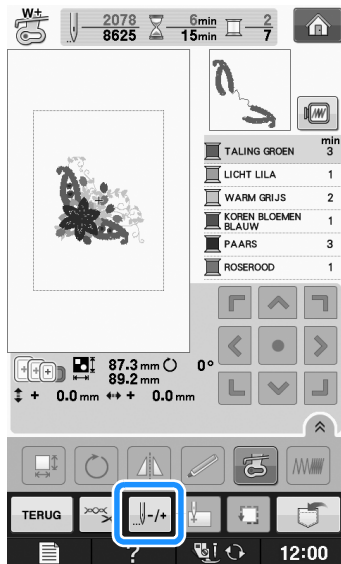 W+
2078 6min 2
8625 15min 7
min
TALING GROEN 3
LICHT LILA 1
WARM GRIJS 2
KOREN BLOEMEN
BLAUW 1
PAARS 3
ROSEROOD 1
87.3 mm 0°
89.2 mm
+ 0.0 mm + 0.0 mm
TERUG -/+
? 12:00